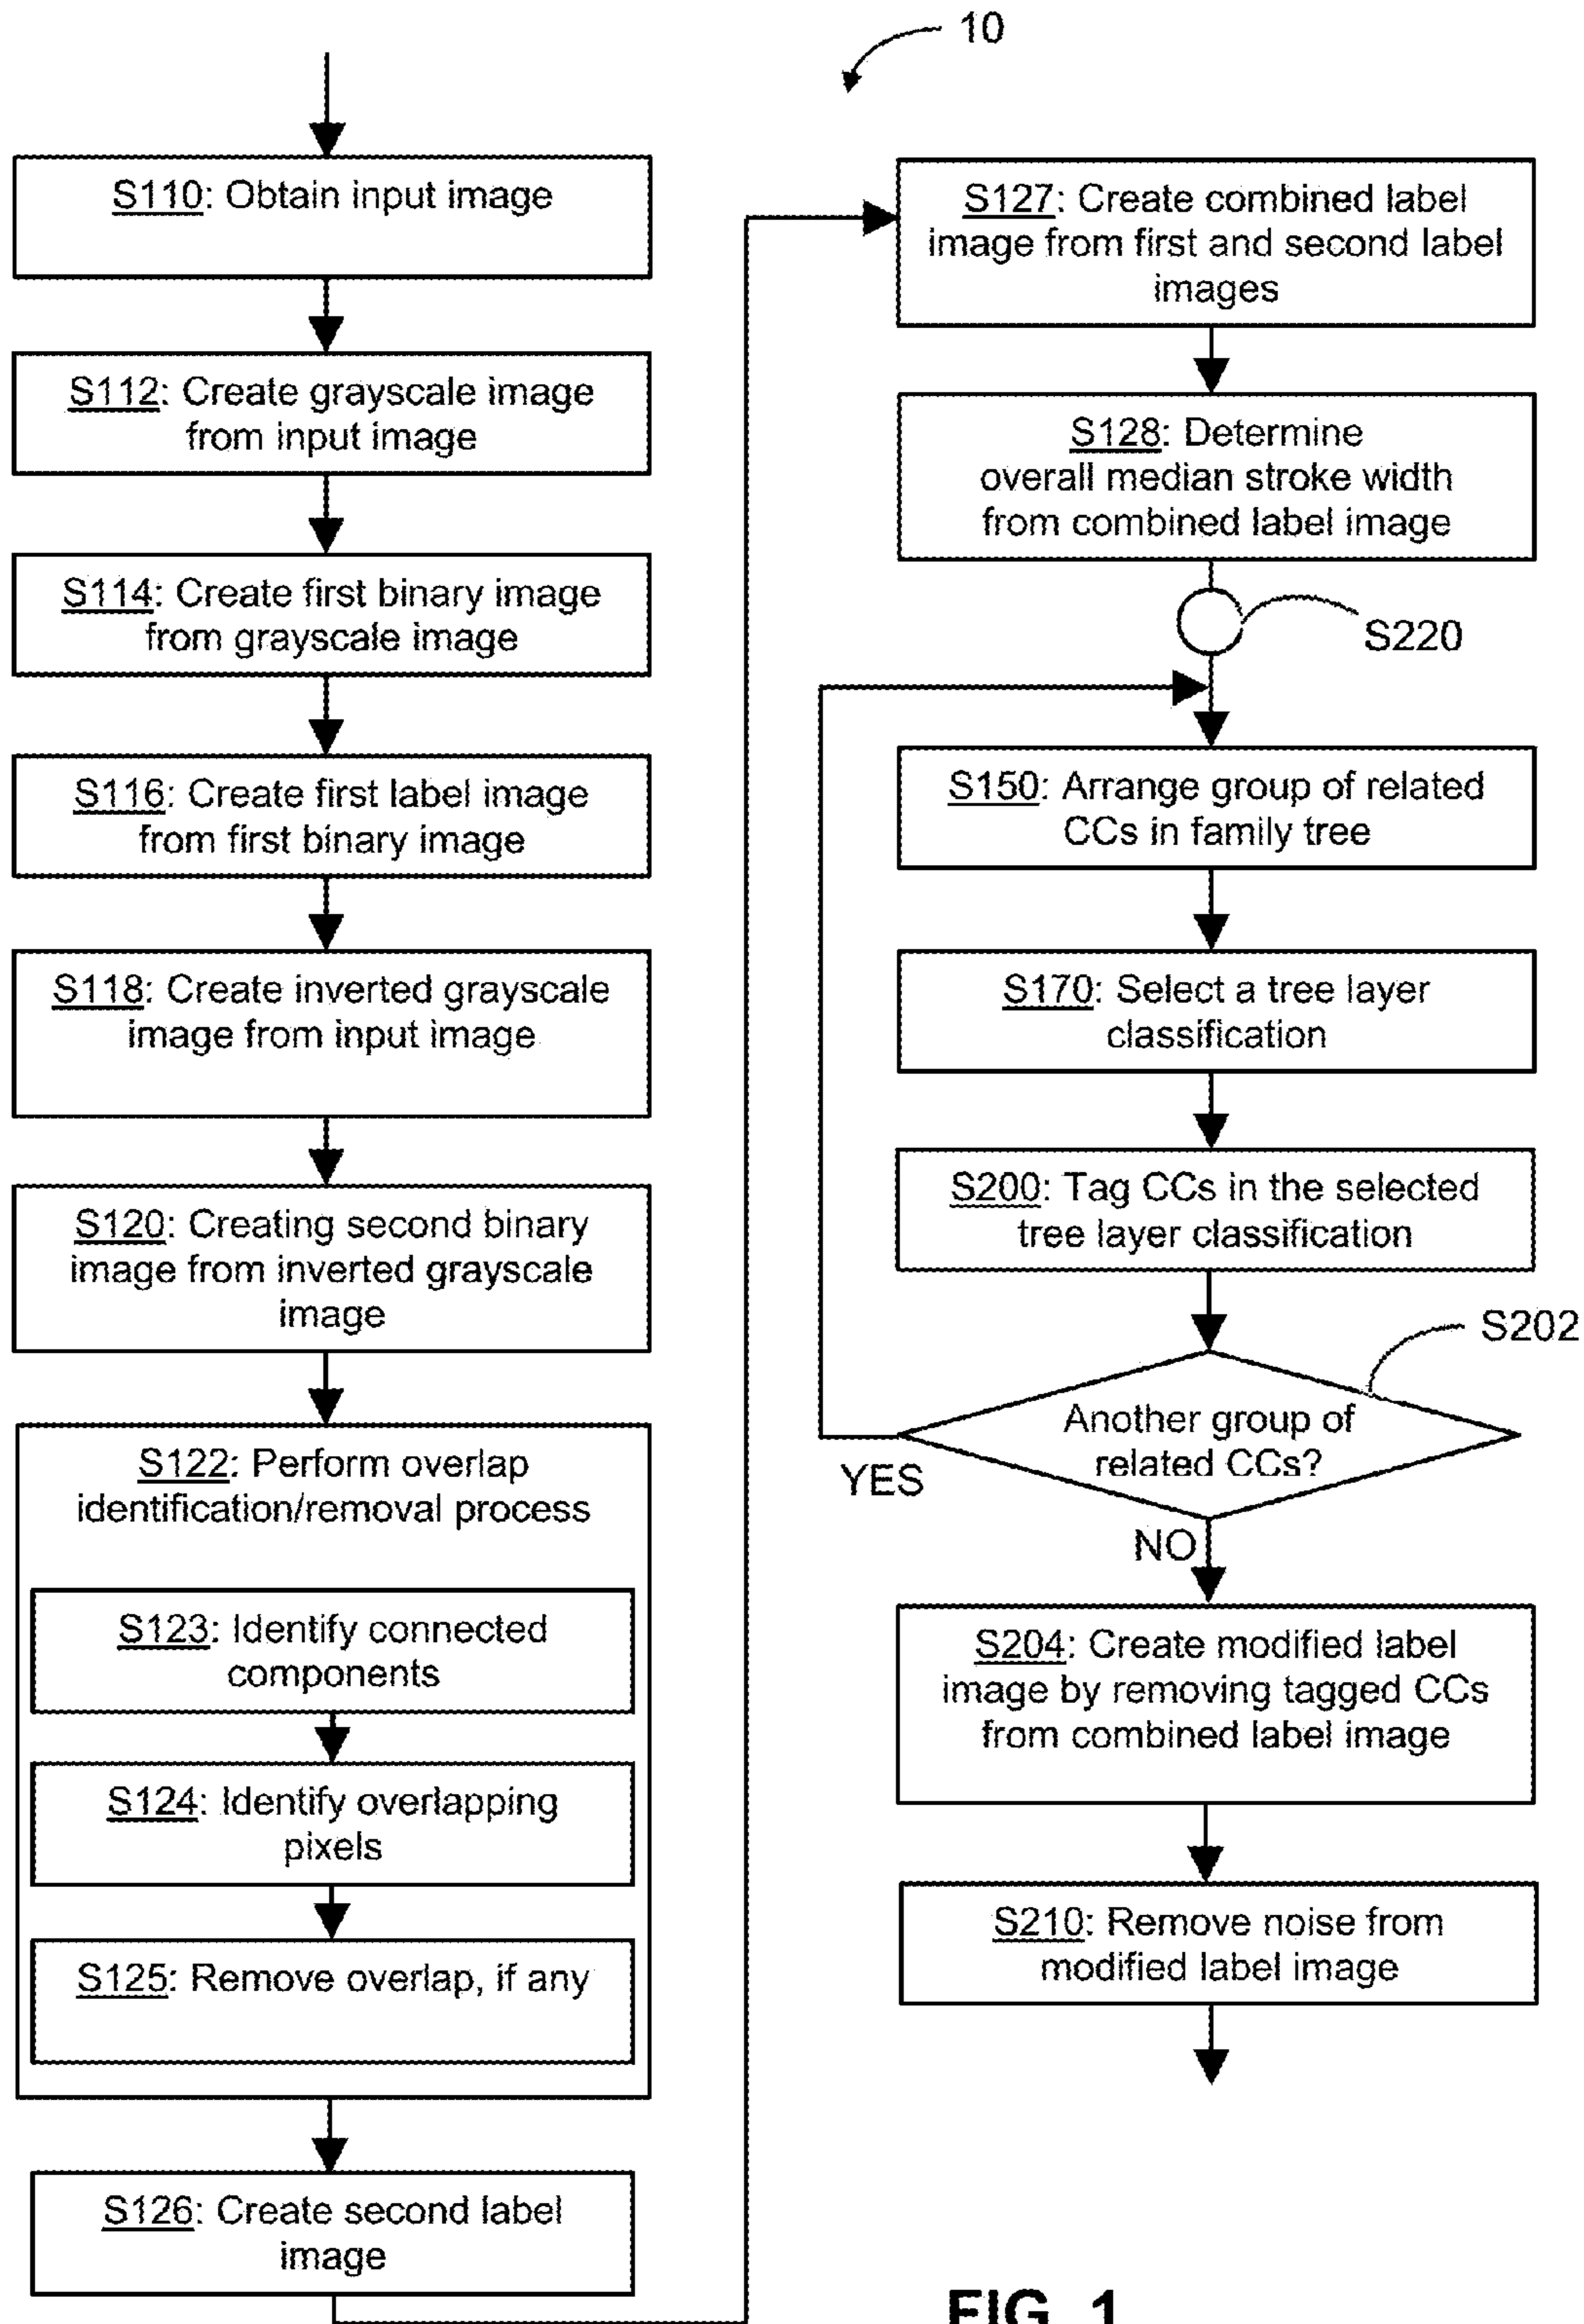 10
S110: Obtain input image
S112: Create grayscale image
from input image
S114: Create first binary image
from grayscale image
S116: Create first label image
from first binary image
S118: Create inverted grayscale
image from input image
S120: Creating second binary
image from inverted grayscale
image
S122: Perform overlap
identification/removal process
S123: Identify connected
components
S124: Identify overlapping
pixels
S125: Remove overlap, if any
S126: Create second label
image
S127: Create combined label
image from first and second label
images
S128: Determine
overall median stroke width
from combined label image
S220
S150: Arrange group of related
CCs in family tree
S170: Select a tree layer
classification
S200: Tag CCs in the selected
tree layer classification
S202
Another group of
related CCs?
YES
NO
S204: Create modified label
image by removing tagged CCs
from combined label image
S210: Remove noise from
modified label image
FIG. 1